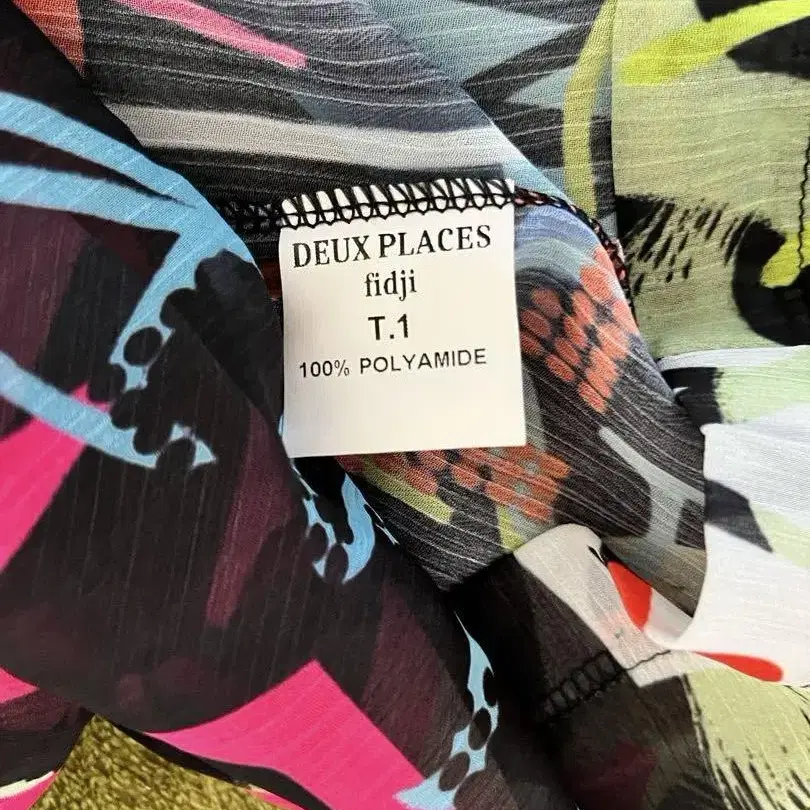 DEUX PLACES
fidji
T.1
100% POLYAMIDE